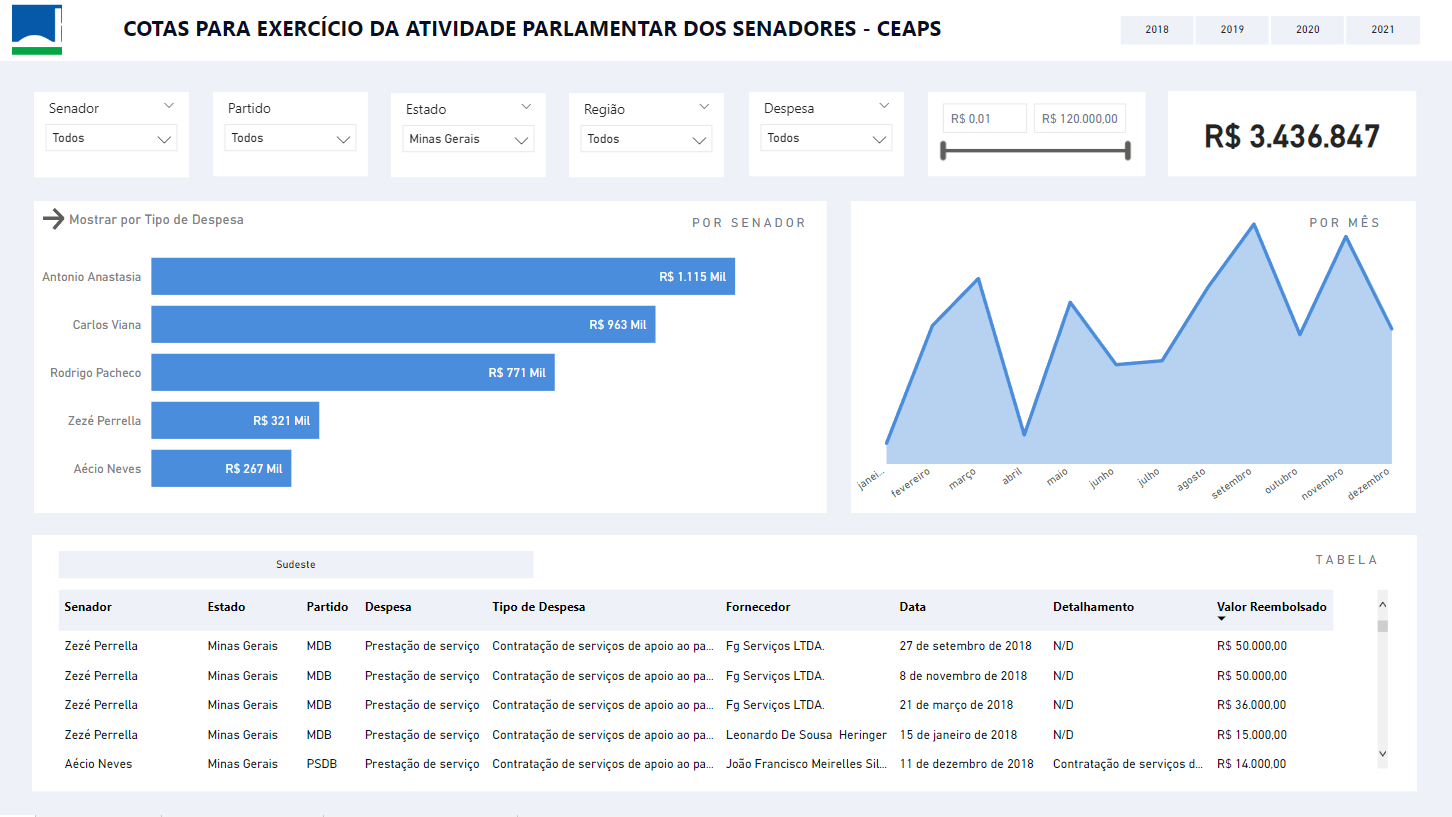 COTAS PARA EXERCÍCIO DA ATIVIDADE PARLAMENTAR DOS SENADORES - CEAPS
2018
2019
2020
2021
Senador
Todos
Partido
Todos
Estado
Minas Gerais
Região
Todos
Despesa
Todos
R$ 0,01
R$ 120.000,00
R$ 3.436.847
Mostrar por Tipo de Despesa
POR SENADOR
Antonio Anastasia R$ 1.115 Mil
Carlos Viana R$ 963 Mil
Rodrigo Pacheco R$ 771 Mil
Zezé Perrella R$ 321 Mil
Aécio Neves R$ 267 Mil
POR MÊS
janei... fevereiro março abril maio junho julho agosto setembro outubro novembro dezembro
TABELA
Sudeste
Senador Estado Partido Despesa Tipo de Despesa Fornecedor Data Detalhamento Valor Reembolsado
Zezé Perrella Minas Gerais MDB Prestação de serviço Contratação de serviços de apoio ao pa... Fg Serviços LTDA. 27 de setembro de 2018 N/D R$ 50.000,00
Zezé Perrella Minas Gerais MDB Prestação de serviço Contratação de serviços de apoio ao pa... Fg Serviços LTDA. 8 de novembro de 2018 N/D R$ 50.000,00
Zezé Perrella Minas Gerais MDB Prestação de serviço Contratação de serviços de apoio ao pa... Fg Serviços LTDA. 21 de março de 2018 N/D R$ 36.000,00
Zezé Perrella Minas Gerais MDB Prestação de serviço Contratação de serviços de apoio ao pa... Leonardo De Sousa Heringer 15 de janeiro de 2018 N/D R$ 15.000,00
Aécio Neves Minas Gerais PSDB Prestação de serviço Contratação de serviços de apoio ao pa... João Francisco Meirelles Sil... 11 de dezembro de 2018 Contratação de serviços d... R$ 14.000,00